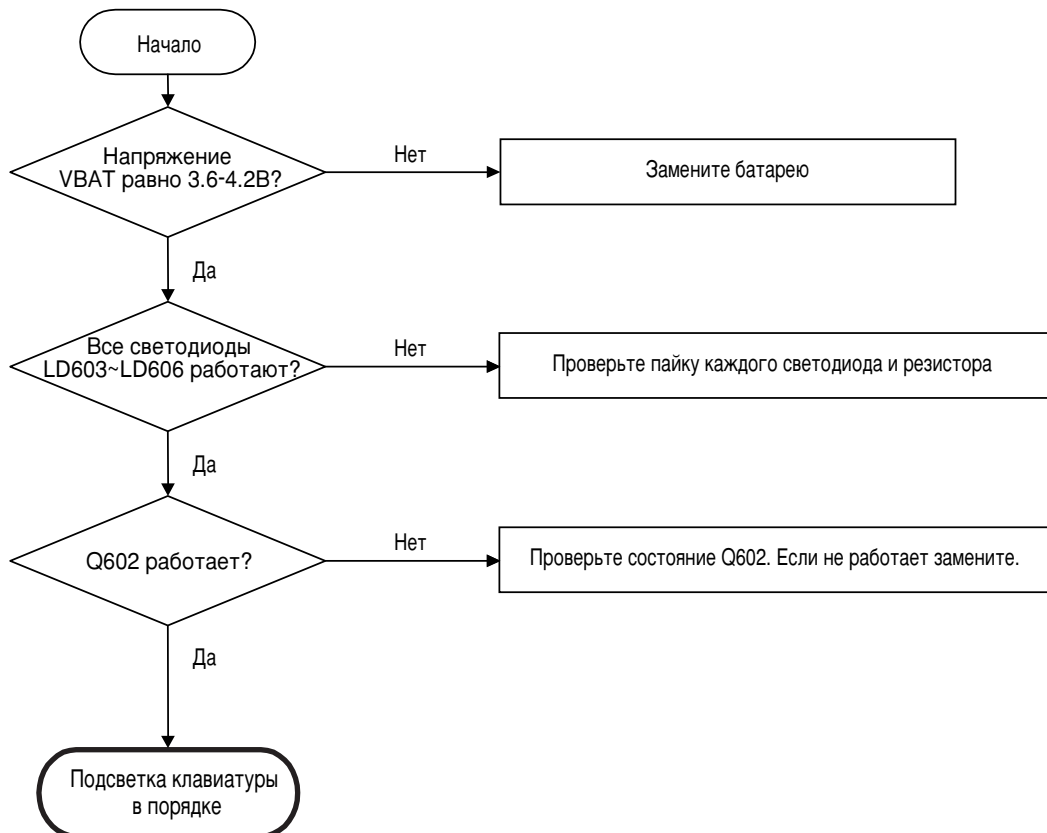 Начало
Напряжение
VBAT равно 3.6-4.2В?
Нет
Замените батарею
Да
Все светодиоды
LD603~LD606 работают?
Нет
Проверьте пайку каждого светодиода и резистора
Да
Q602 работает?
Нет
Проверьте состояние Q602. Если не работает замените.
Да
Подсветка клавиатуры
в порядке